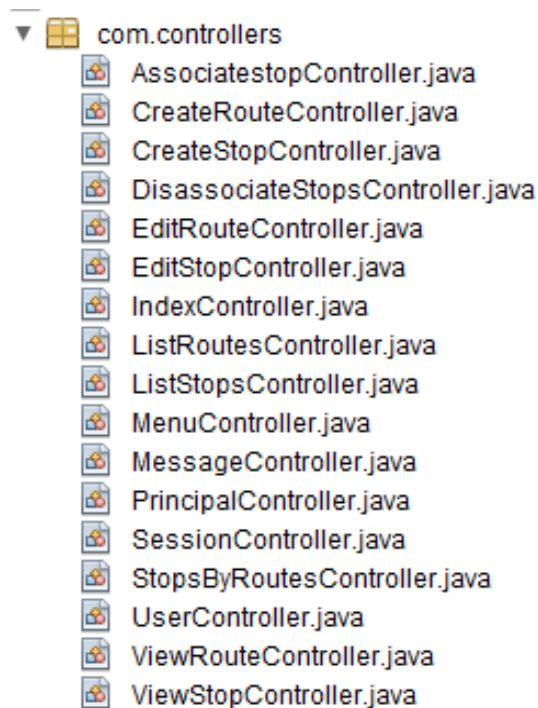 com.controllers
AssociatestopController.java
CreateRouteController.java
CreateStopController.java
DisassociateStopsController.java
EditRouteController.java
EditStopController.java
IndexController.java
ListRoutesController.java
ListStopsController.java
MenuController.java
MessageController.java
PrincipalController.java
SessionController.java
StopsByRoutesController.java
UserController.java
ViewRouteController.java
ViewStopController.java